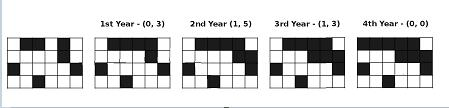 1st Year - (0, 3)
2nd Year (1, 5)
3rd Year - (1, 3)
4th Year - (0, 0)